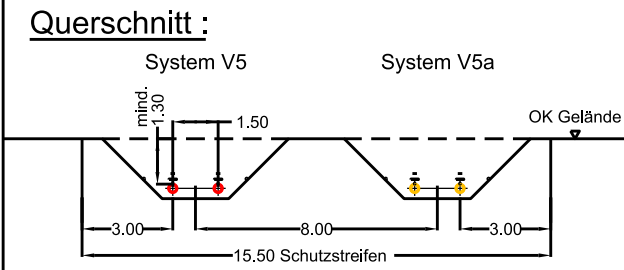 Querschnitt :
System V5
System V5a
mind.
1.30
1.50
OK Gelände
3.00
8.00
3.00
15.50 Schutzstreifen